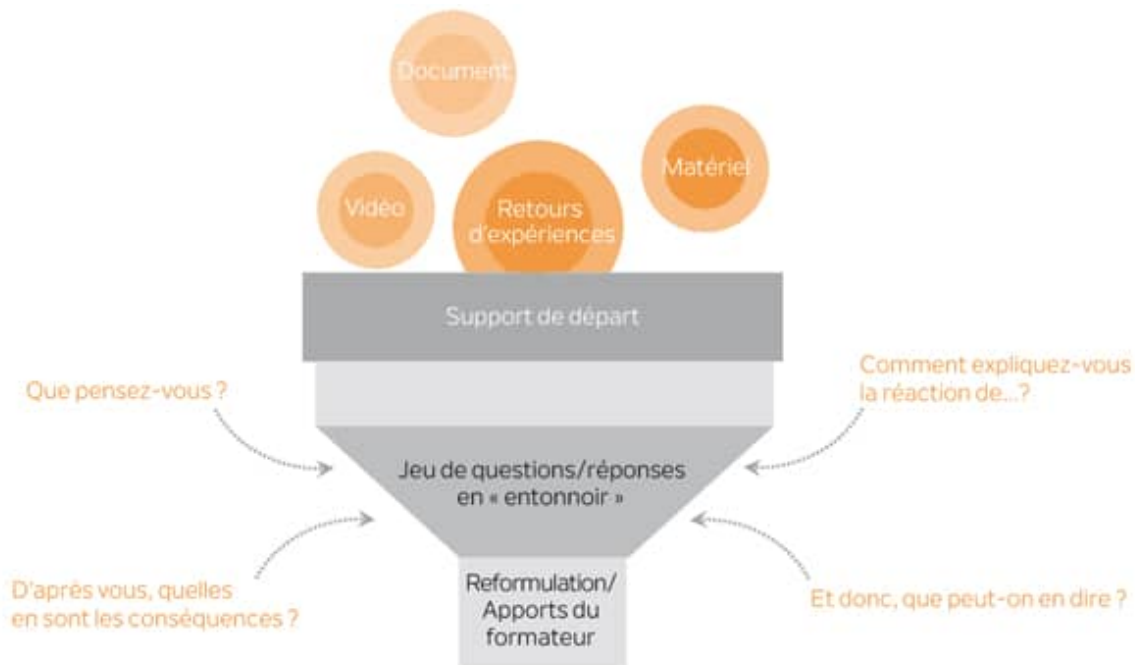 Document
Vidéo
Retours
d'expériences
Matériel
Support de départ
Que pensez-vous ?
Comment expliquez-vous
la réaction de...?
Jeu de questions/réponses
en « entonnoir »
D'après vous, quelles
en sont les conséquences ?
Et donc, que peut-on en dire ?
Reformulation/
Apports du
formateur